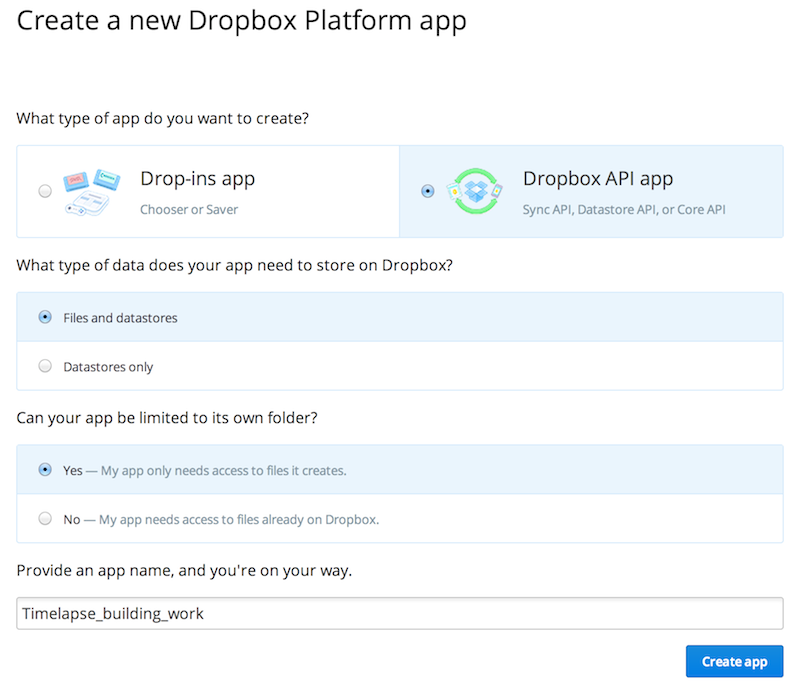 Create a new Dropbox Platform app
What type of app do you want to create?
Drop-ins app
Chooser or Saver
Dropbox API app
Sync API, Datastore API, or Core API
What type of data does your app need to store on Dropbox?
Files and datastores
Datastores only
Can your app be limited to its own folder?
Yes — My app only needs access to files it creates.
No — My app needs access to files already on Dropbox.
Provide an app name, and you're on your way.
Timelapse_building_work
Create app